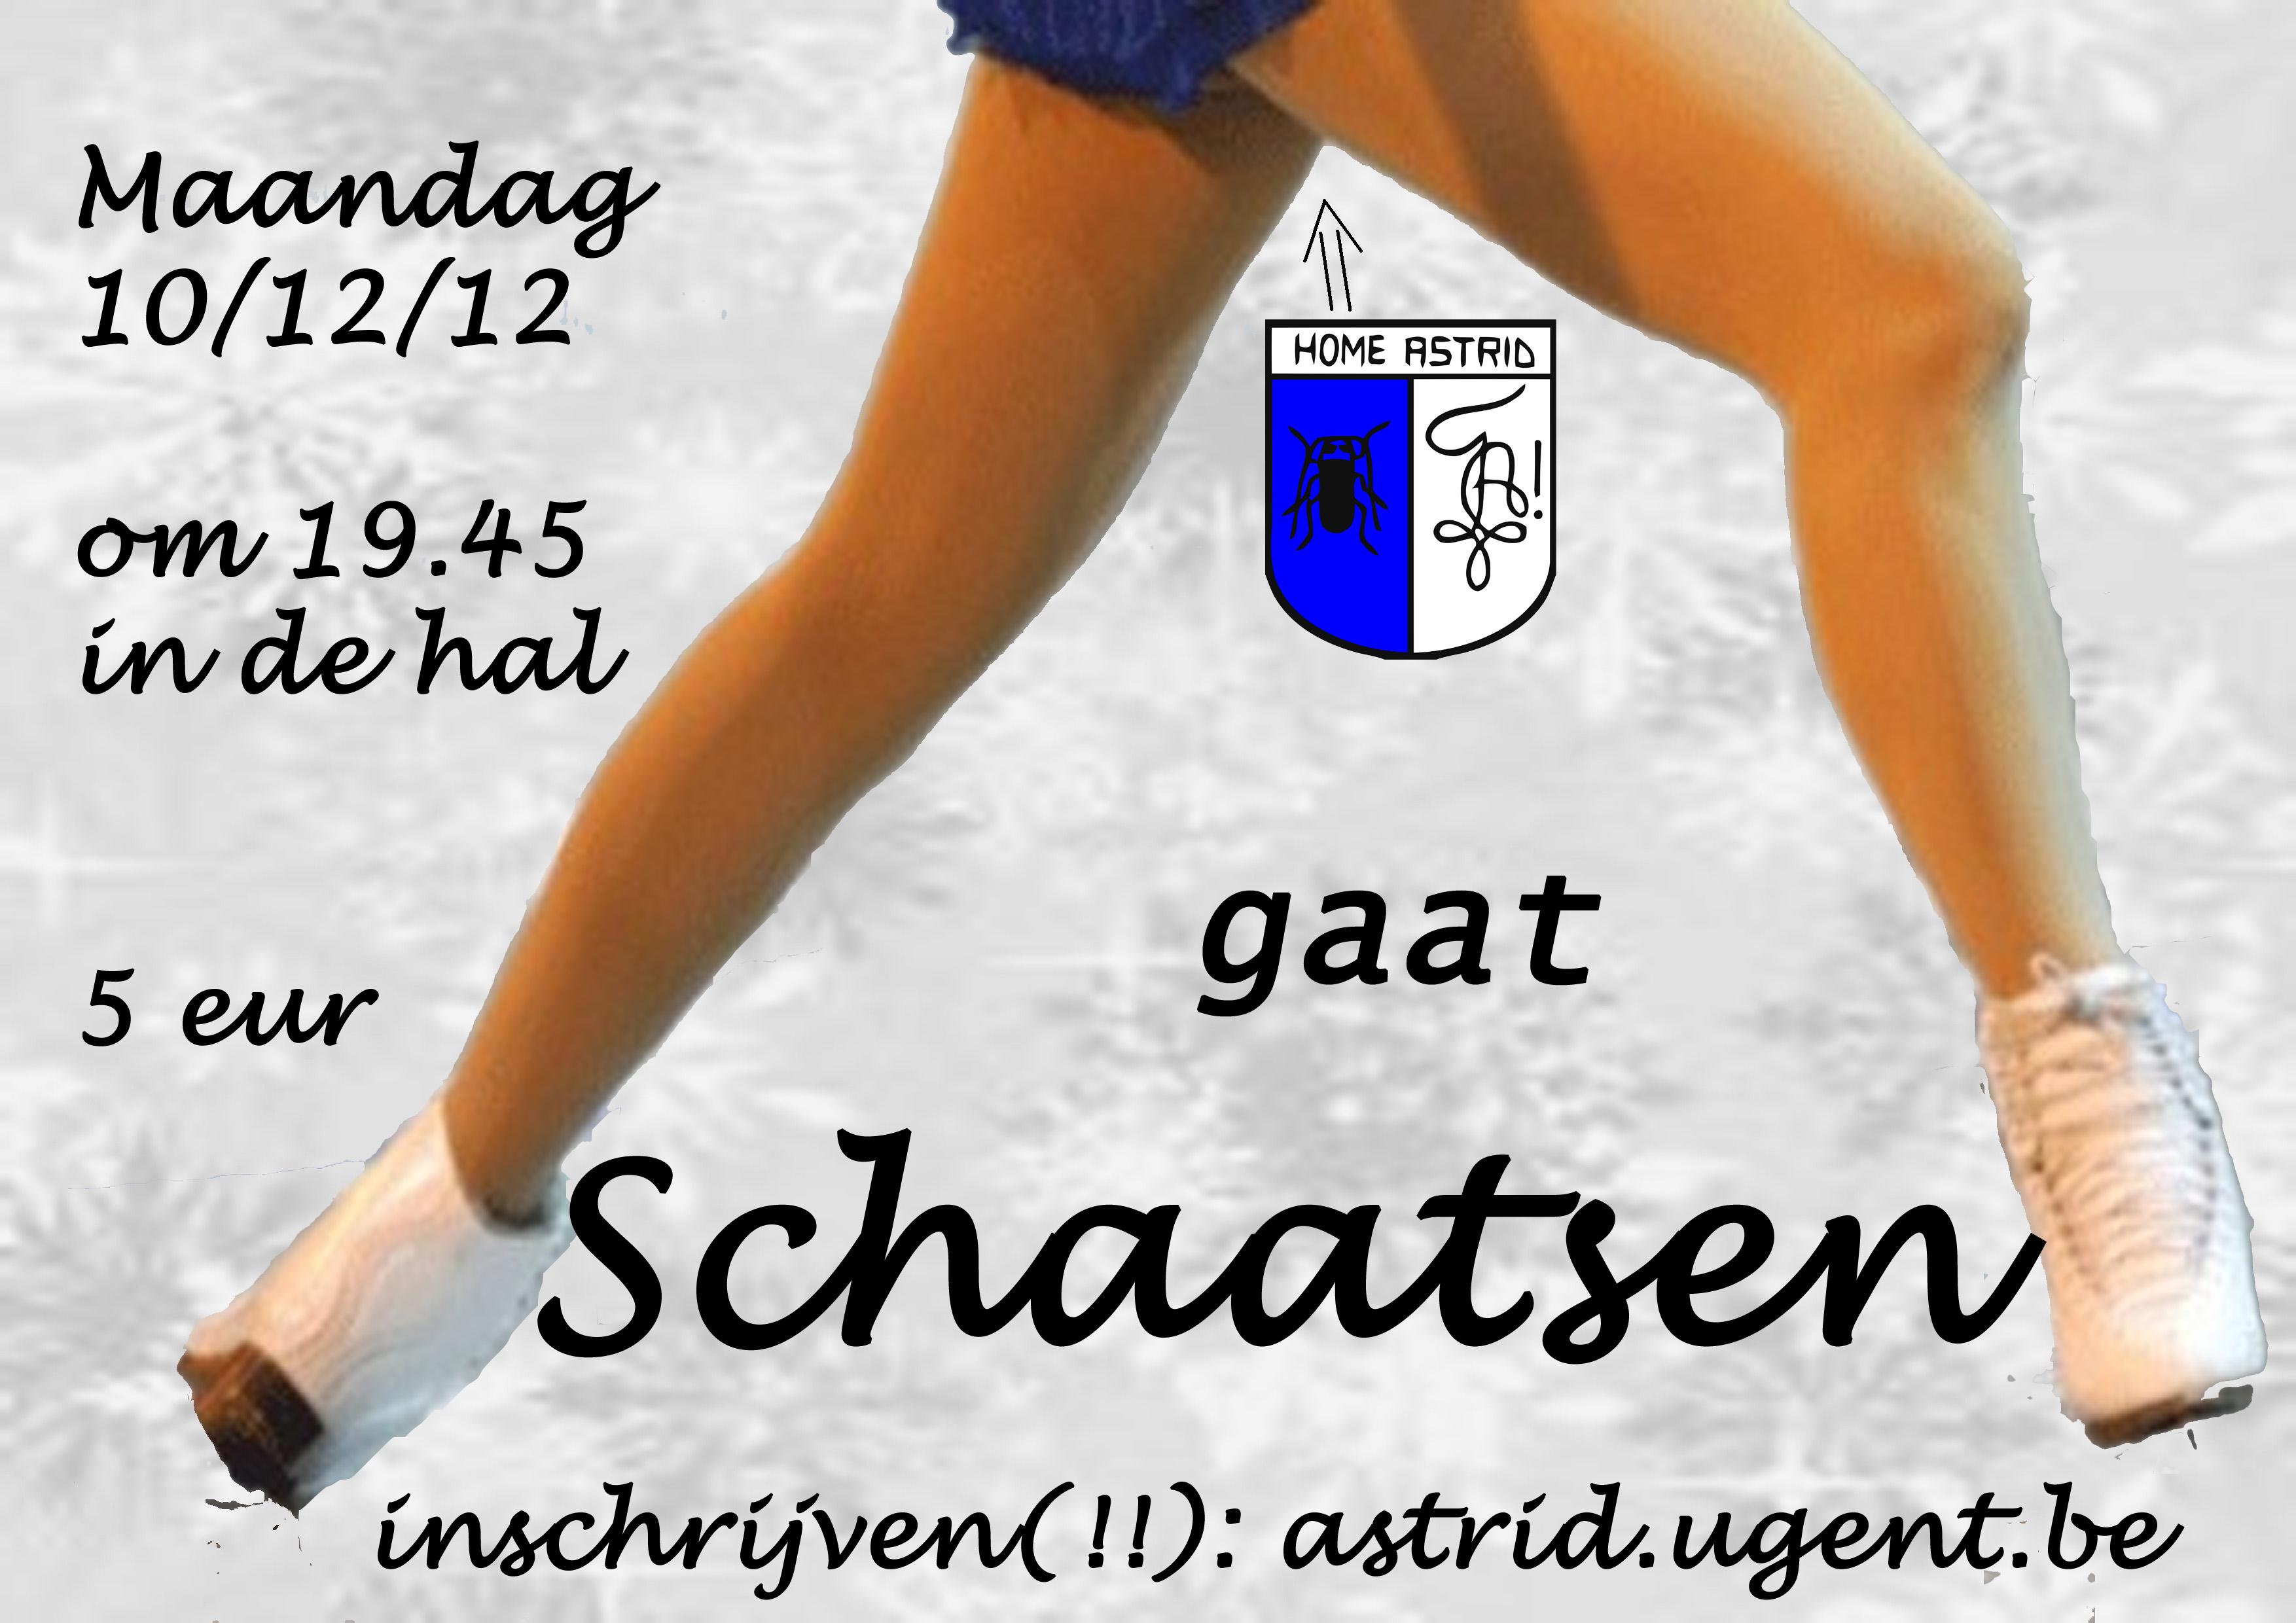 Maandag
10/12/12
om 19.45
in de hal
5 eur
HOME ASTRID
gaat
Schaatsen
inschrijven(!!): astrid.ugent.be